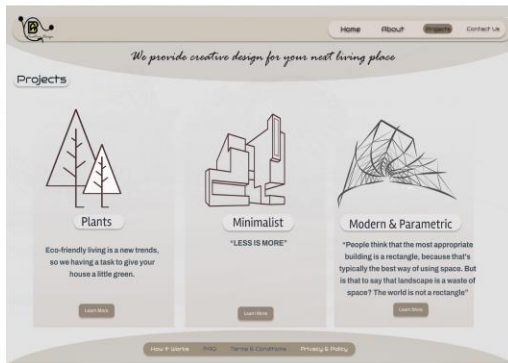 Home About Projects Contact Us
We provide creative design for your next living place
Projects
Plants
Eco-friendly living is a new trends,
so we having a task to give your
house a little green.
Learn More
Minimalist
“LESS IS MORE”
Learn More
Modern & Parametric
“People think that the most appropriate
building is a rectangle, because that's
typically the best way of using space. But
is that to say that landscape is a waste of
space? The world is not a rectangle”
Learn More
How It Works FAQ Terms & Conditions Privacy & Policy